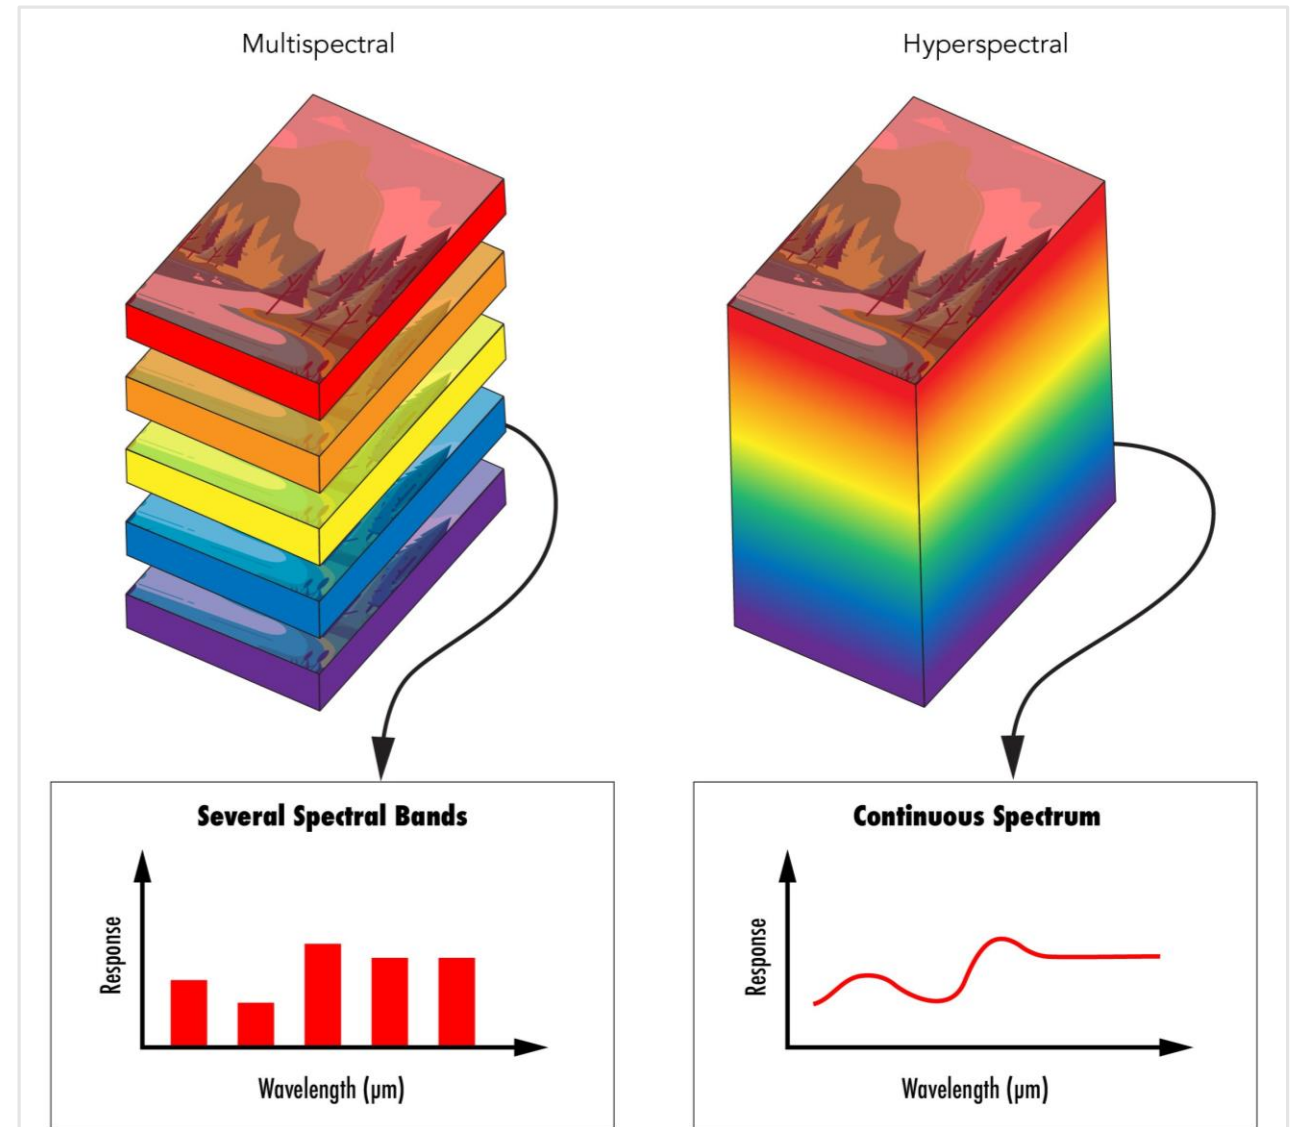 Multispectral
Hyperspectral
Several Spectral Bands
Response
Wavelength (µm)
Continuous Spectrum
Response
Wavelength (µm)